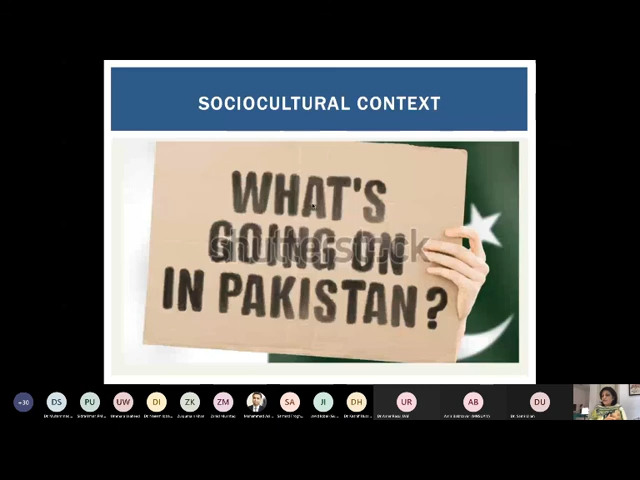 SOCIOCULTURAL CONTEXT
WHAT'S
GOING ON
shutterstock
IN PAKISTAN?
+30
DS
PU
UW
DI
ZK
ZM
SA
JI
DH
UR
AB
DU